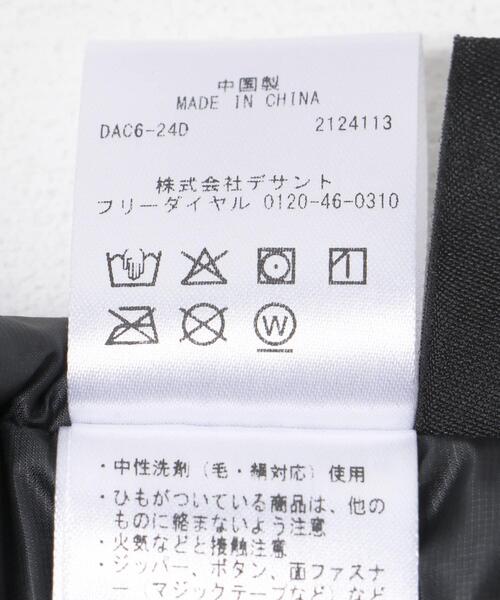 中国製
MADE IN CHINA
DAC6-24D 2124113
株式会社デサント
フリーダイヤル 0120-46-0310
W
・中性洗剤（毛・絹対応）使用
・ひもがついている商品は、他の
ものに絡まないよう注意
・火気などと接触注意
・ジッパー、ボタン、面ファスナ
ー（マジックテープなど）など